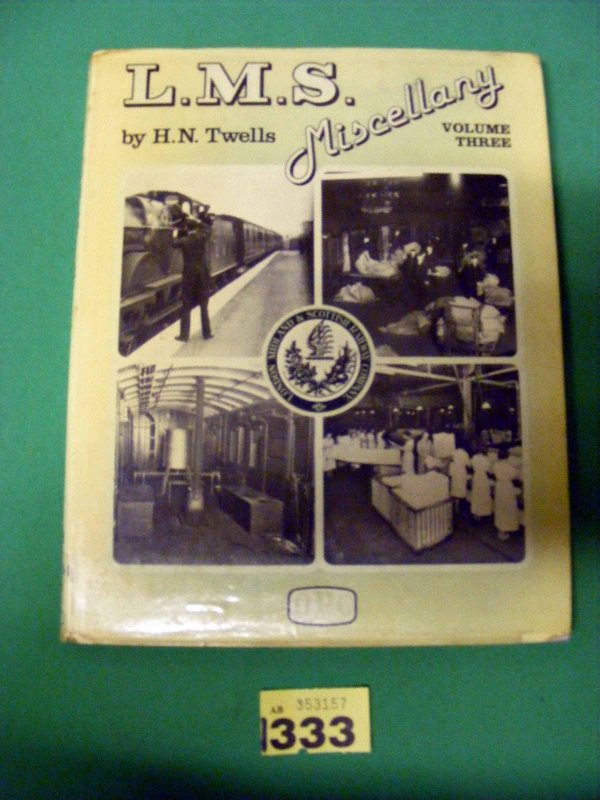 L.M.S.
Miscellany
by H.N. Twells
VOLUME
THREE
LONDON MIDLAND & SCOTTISH RAILWAY COMPANY
OPC
AB 353157
333